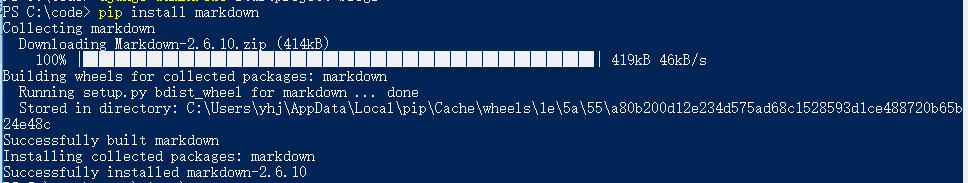 PS C:\code> pip install markdown
Collecting markdown
  Downloading Markdown-2.6.10.zip (414kB)
    100% |████████████████████████████████| 419kB 46kB/s
Building wheels for collected packages: markdown
  Running setup.py bdist_wheel for markdown ... done
  Stored in directory: C:\Users\yhj\AppData\Local\pip\Cache\wheels\1e\5a\55\a80b200d12e234d575ad68c1528593d1ce488720b65b
24e48c
Successfully built markdown
Installing collected packages: markdown
Successfully installed markdown-2.6.10